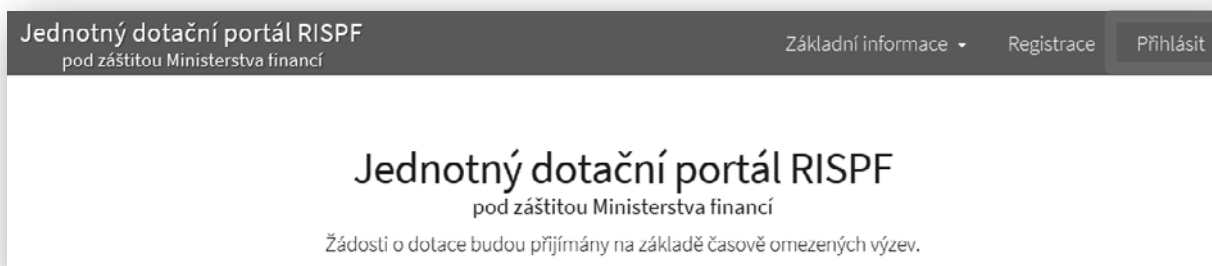 Jednotný dotační portál RISPF
pod záštitou Ministerstva financí
Základní informace
Registrace
Přihlásit
Jednotný dotační portál RISPF
pod záštitou Ministerstva financí
Žádosti o dotace budou přijímány na základě časově omezených výzev.